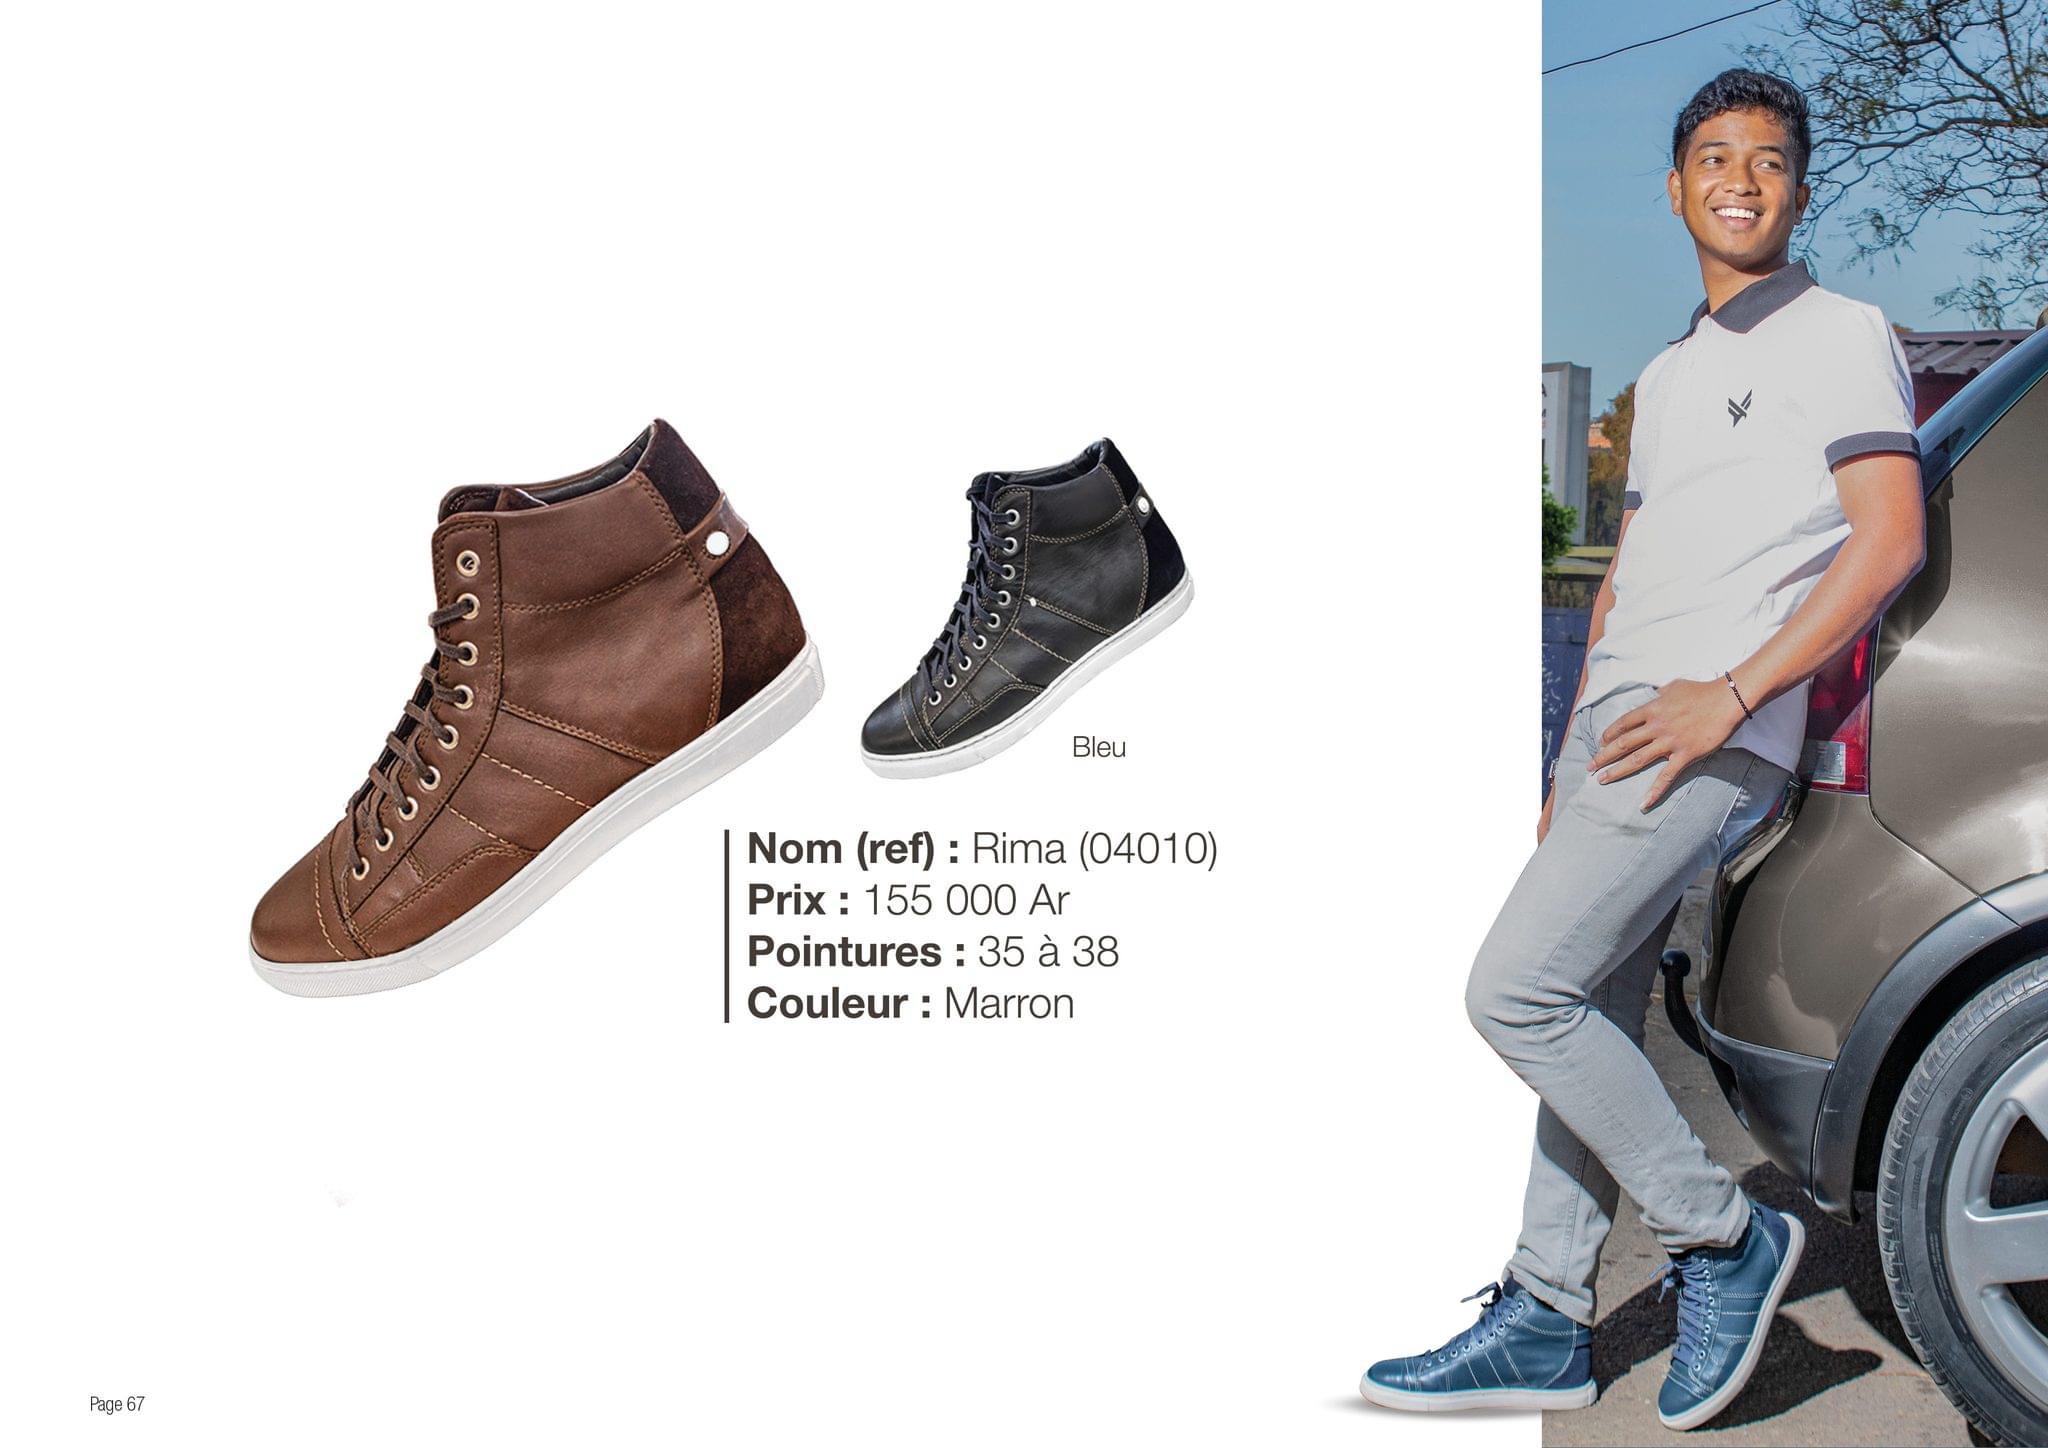 Bleu
Nom (ref) : Rima (04010)
Prix : 155 000 Ar
Pointures : 35 à 38
Couleur : Marron
Page 67